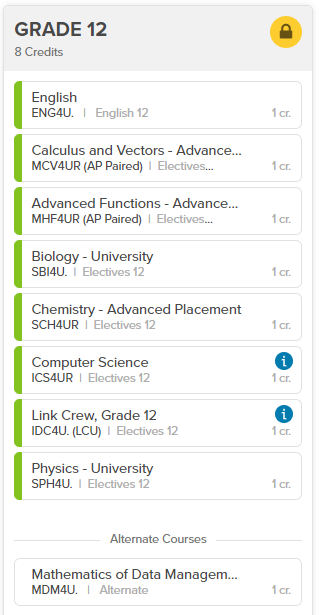 GRADE 12
8 Credits
English
ENG4U. | English 12 1 cr.
Calculus and Vectors - Advance...
MCV4UR (AP Paired) | Electives... 1 cr.
Advanced Functions - Advance...
MHF4UR (AP Paired) | Electives... 1 cr.
Biology - University
SBI4U. | Electives 12 1 cr.
Chemistry - Advanced Placement
SCH4UR | Electives 12 1 cr.
Computer Science i
ICS4UR | Electives 12 1 cr.
Link Crew, Grade 12 i
IDC4U. (LCU) | Electives 12 1 cr.
Physics - University
SPH4U. | Electives 12 1 cr.
Alternate Courses
Mathematics of Data Managem...
MDM4U. | Alternate 1 cr.